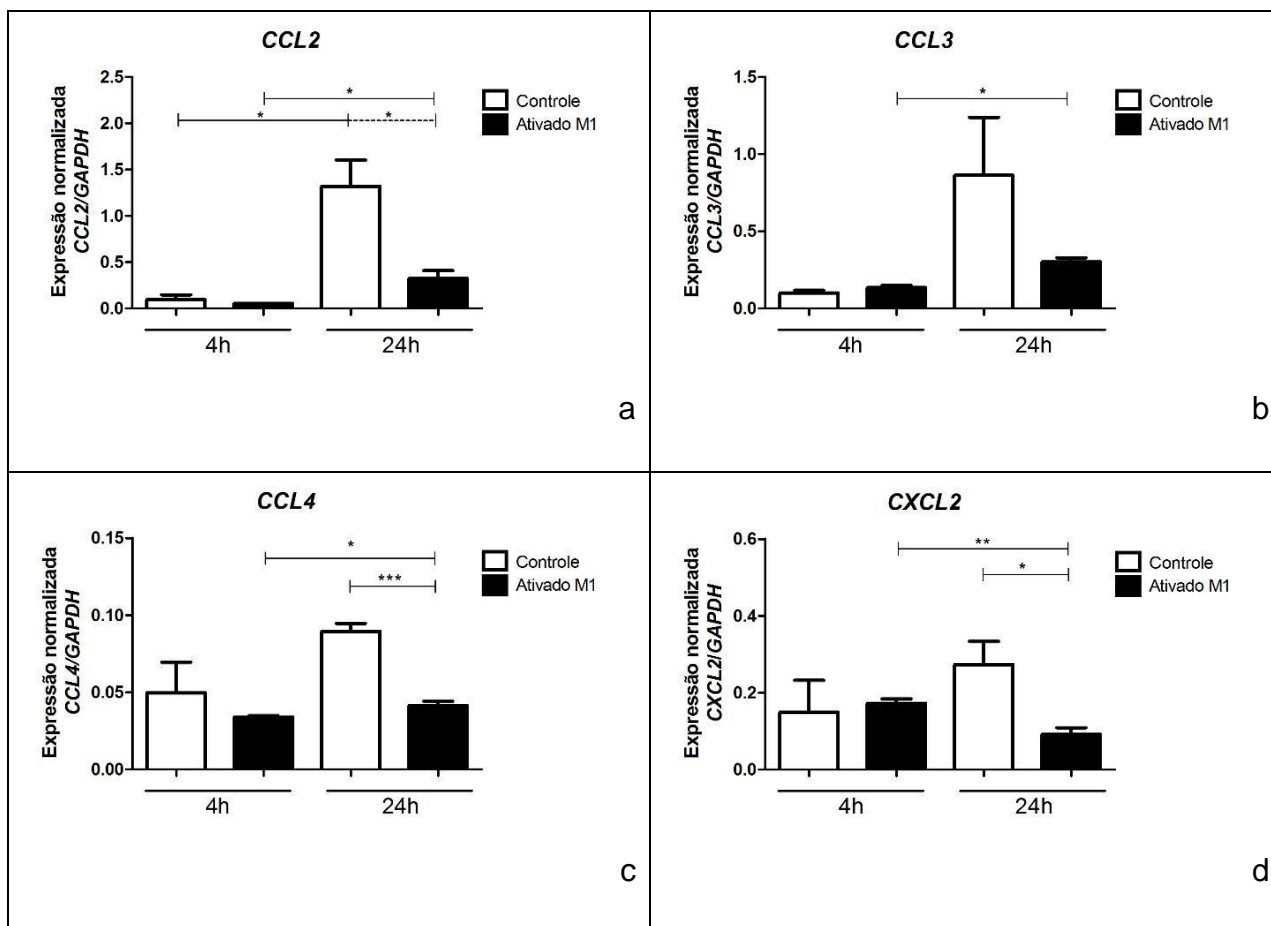 CCL2
Expressão normalizada
CCL2/GAPDH
2.5
2.0
1.5
1.0
0.5
0.0
*
*
*
Controle
Ativado M1
4h
24h
a
CCL3
Expressão normalizada
CCL3/GAPDH
1.5
1.0
0.5
0.0
*
Controle
Ativado M1
4h
24h
b
CCL4
Expressão normalizada
CCL4/GAPDH
0.15
0.10
0.05
0.00
*
***
Controle
Ativado M1
4h
24h
c
CXCL2
Expressão normalizada
CXCL2/GAPDH
0.6
0.4
0.2
0.0
**
*
Controle
Ativado M1
4h
24h
d